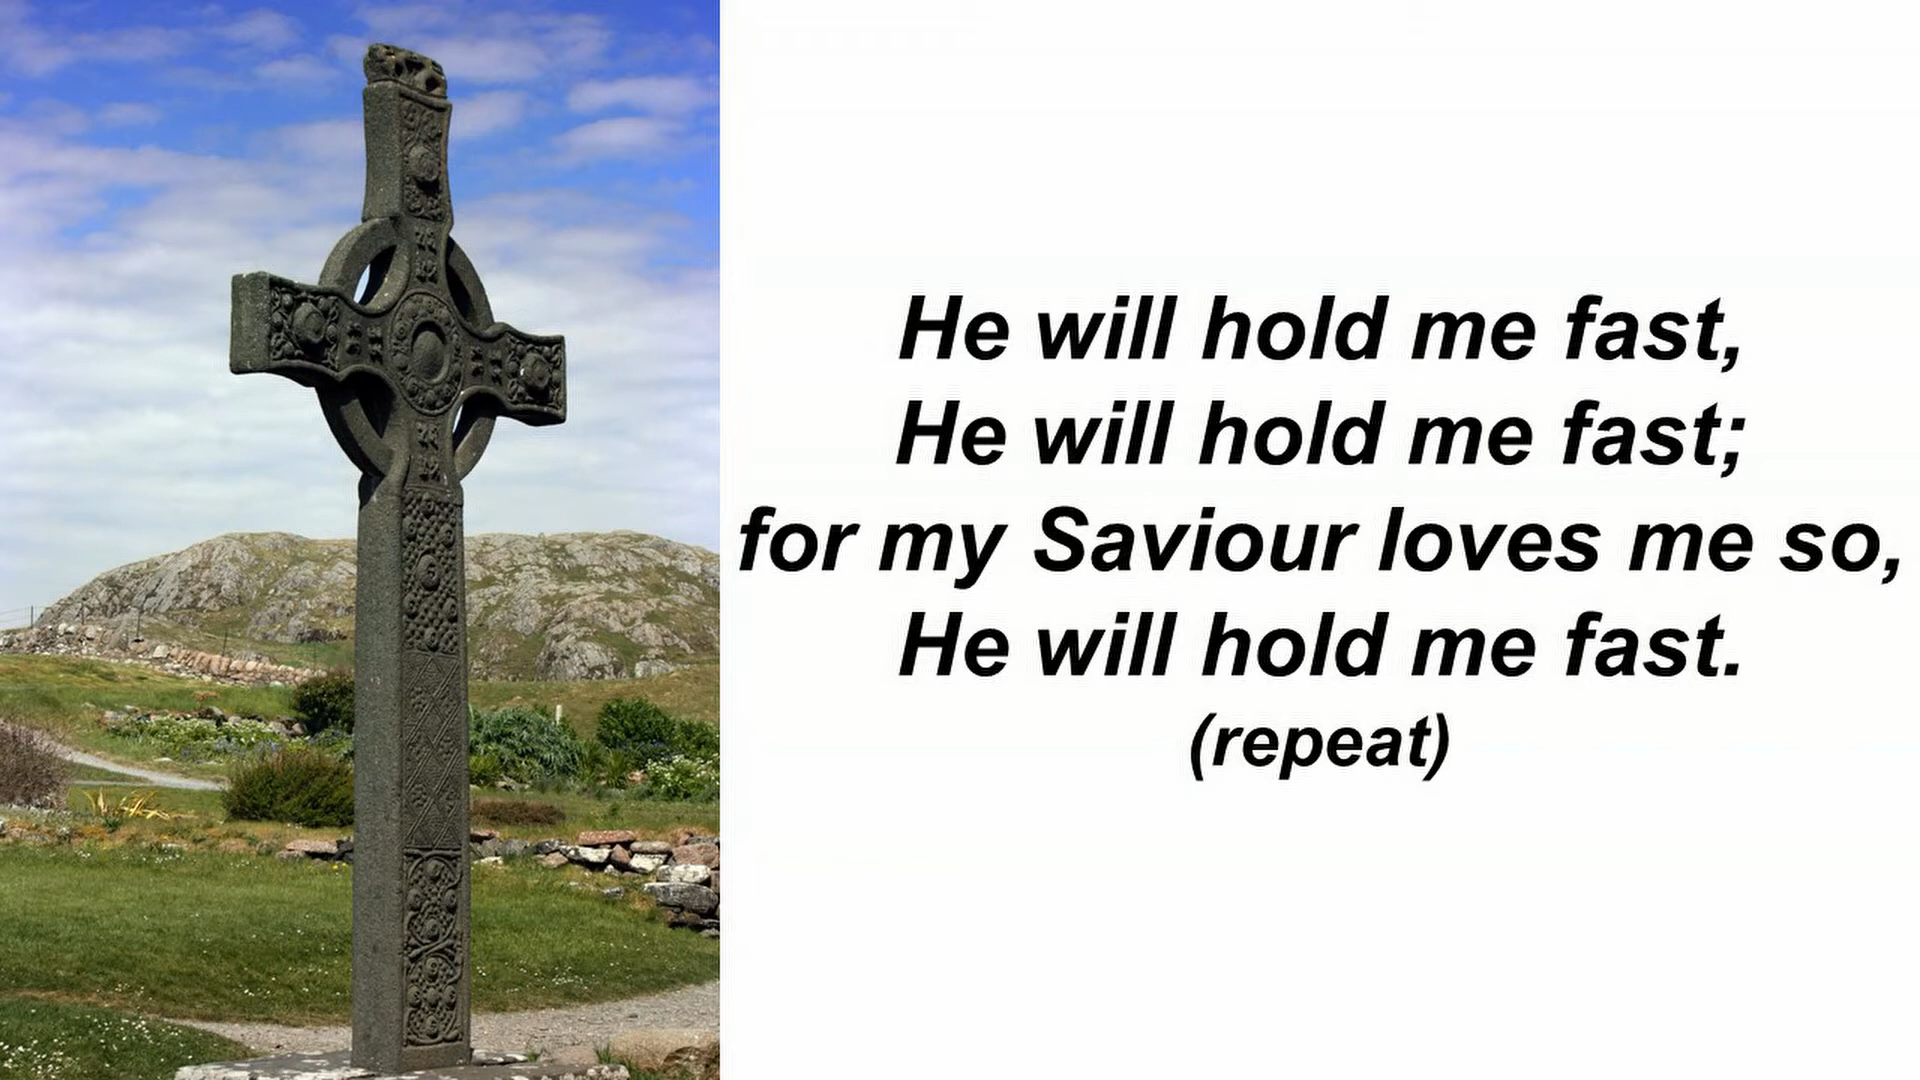 He will hold me fast,
He will hold me fast;
for my Saviour loves me so,
He will hold me fast.
(repeat)